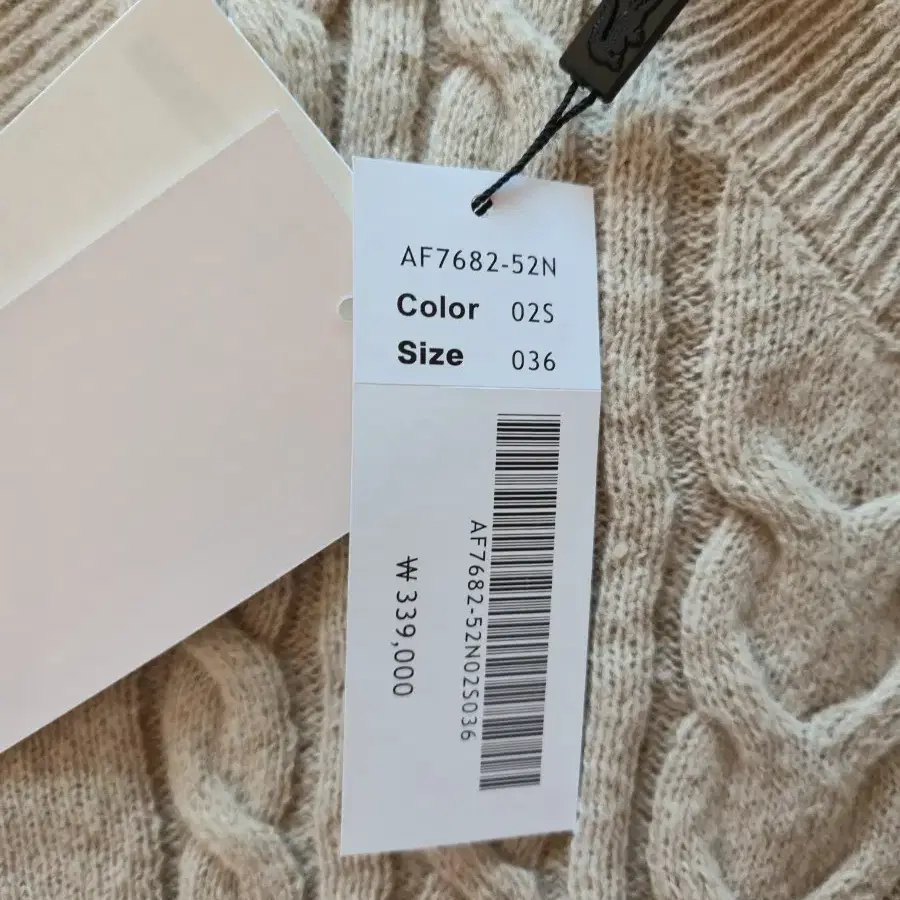 AF7682-52N
Color 02S
Size 036
AF7682-52N02S036
₩ 339,000